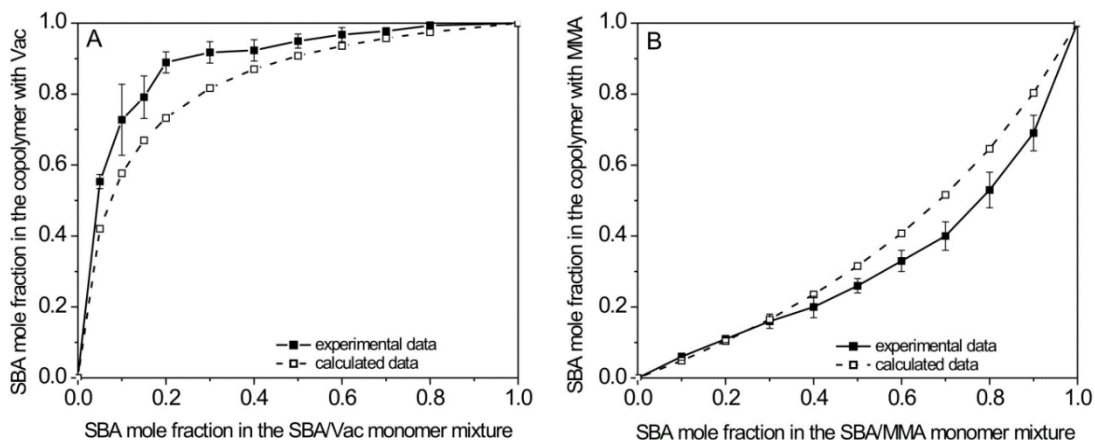 A
SBA mole fraction in the copolymer with Vac
1.0
0.8
0.6
0.4
0.2
0.0
experimental data
calculated data
0.0 0.2 0.4 0.6 0.8 1.0
SBA mole fraction in the SBA/Vac monomer mixture
B
SBA mole fraction in the copolymer with MMA
1.0
0.8
0.6
0.4
0.2
0.0
experimental data
calculated data
0.0 0.2 0.4 0.6 0.8 1.0
SBA mole fraction in the SBA/MMA monomer mixture